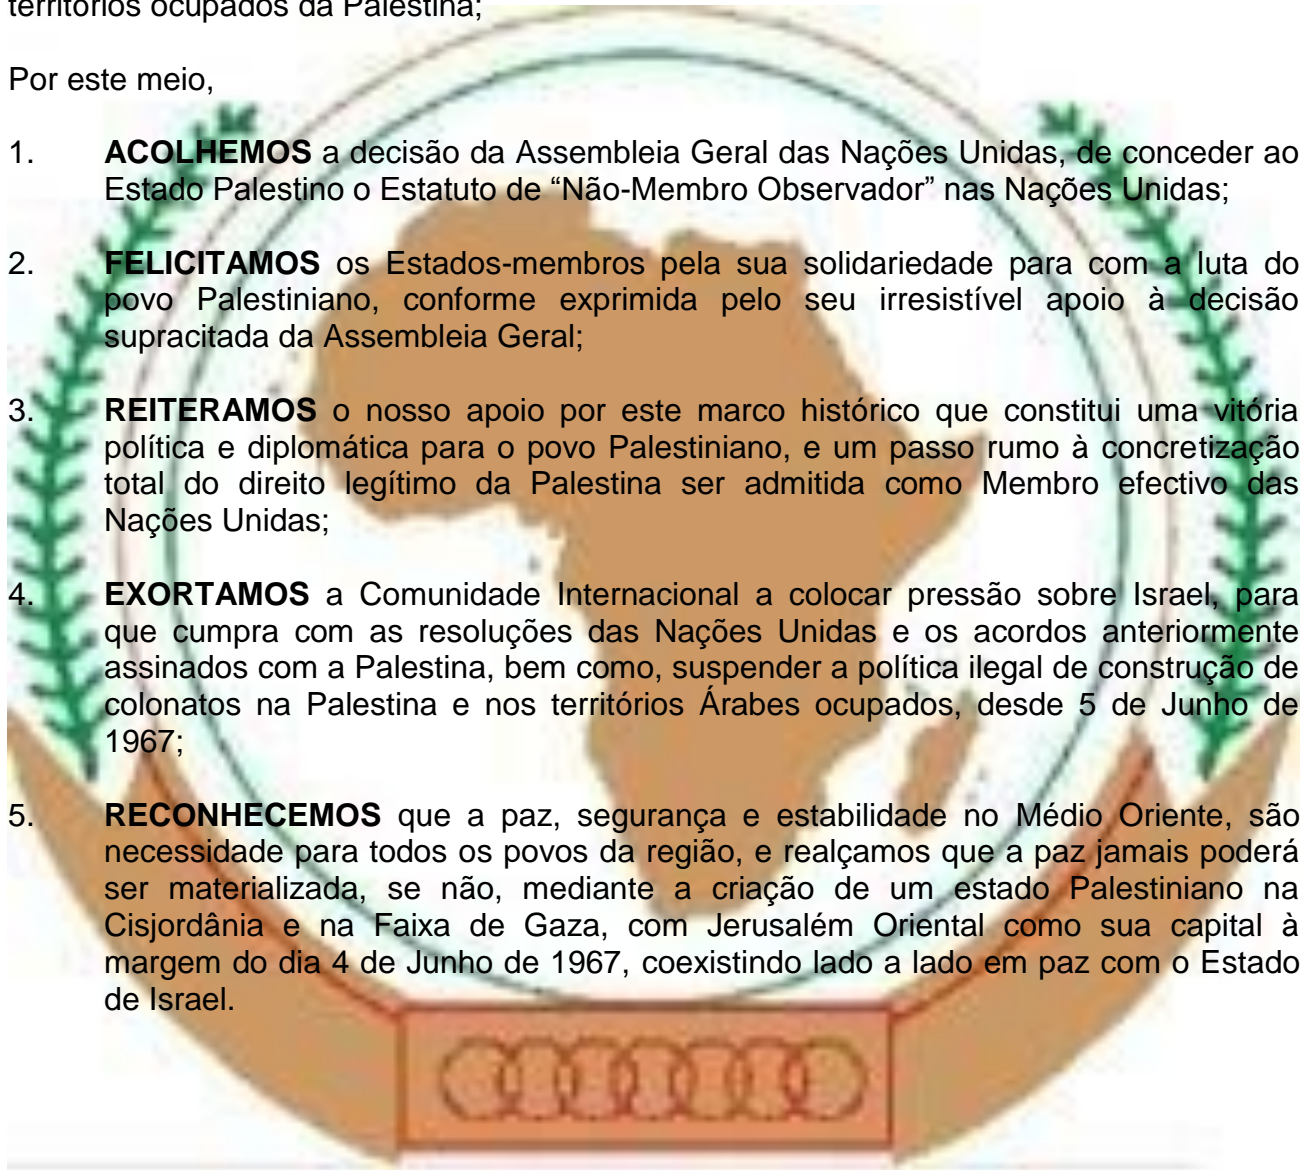 territórios ocupados da Palestina;
Por este meio,
1. ACOLHEMOS a decisão da Assembleia Geral das Nações Unidas, de conceder ao
Estado Palestino o Estatuto de “Não-Membro Observador” nas Nações Unidas;
2. FELICITAMOS os Estados-membros pela sua solidariedade para com a luta do
povo Palestiniano, conforme exprimida pelo seu irresistível apoio à decisão
supracitada da Assembleia Geral;
3. REITERAMOS o nosso apoio por este marco histórico que constitui uma vitória
política e diplomática para o povo Palestiniano, e um passo rumo à concretização
total do direito legítimo da Palestina ser admitida como Membro efectivo das
Nações Unidas;
4. EXORTAMOS a Comunidade Internacional a colocar pressão sobre Israel, para
que cumpra com as resoluções das Nações Unidas e os acordos anteriormente
assinados com a Palestina, bem como, suspender a política ilegal de construção de
colonatos na Palestina e nos territórios Árabes ocupados, desde 5 de Junho de
1967;
5. RECONHECEMOS que a paz, segurança e estabilidade no Médio Oriente, são
necessidade para todos os povos da região, e realçamos que a paz jamais poderá
ser materializada, se não, mediante a criação de um estado Palestiniano na
Cisjordânia e na Faixa de Gaza, com Jerusalém Oriental como sua capital à
margem do dia 4 de Junho de 1967, coexistindo lado a lado em paz com o Estado
de Israel.